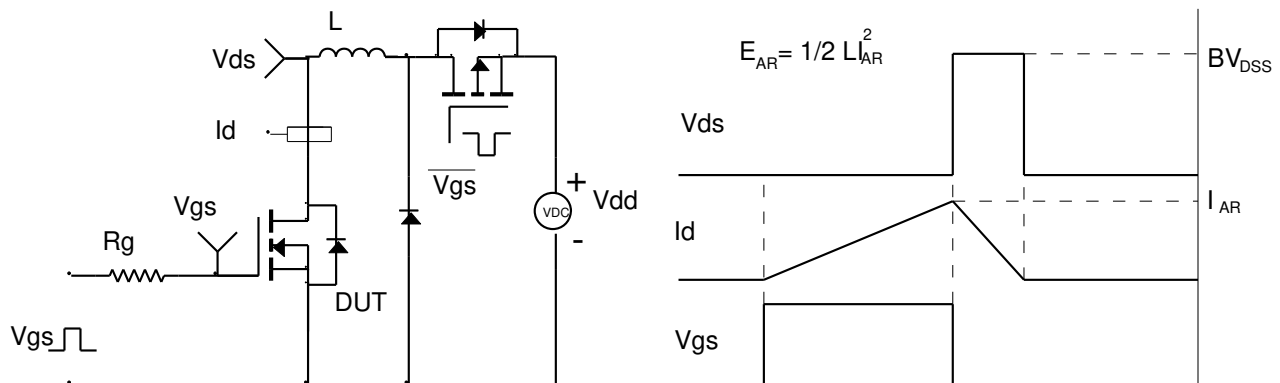 L
Vds
Id
Vgs
Rg
DUT
Vgs
Vgs
+
VDC
Vdd
-
E_AR = 1/2 LI_AR^2
BV_DSS
Vds
I_AR
Id
Vgs